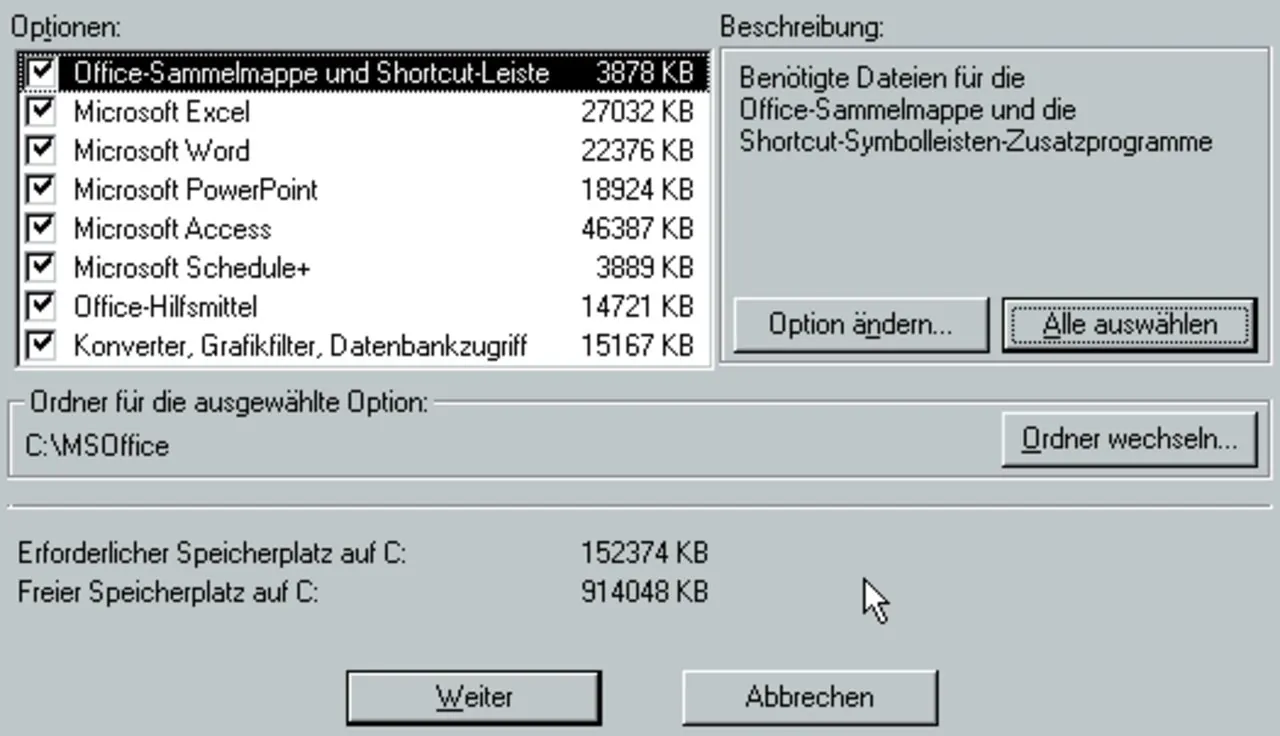 Optionen:
Office-Sammelmappe und Shortcut-Leiste 3878 KB
Microsoft Excel 27032 KB
Microsoft Word 22376 KB
Microsoft PowerPoint 18924 KB
Microsoft Access 46387 KB
Microsoft Schedule+ 3889 KB
Office-Hilfsmittel 14721 KB
Konverter, Grafikfilter, Datenbankzugriff 15167 KB
Beschreibung:
Benötigte Dateien für die
Office-Sammelmappe und die
Shortcut-Symbolleisten-Zusatzprogramme
Option ändern... Alle auswählen
Ordner für die ausgewählte Option:
C:\MSOffice
Ordner wechseln...
Erforderlicher Speicherplatz auf C: 152374 KB
Freier Speicherplatz auf C: 914048 KB
Weiter Abbrechen